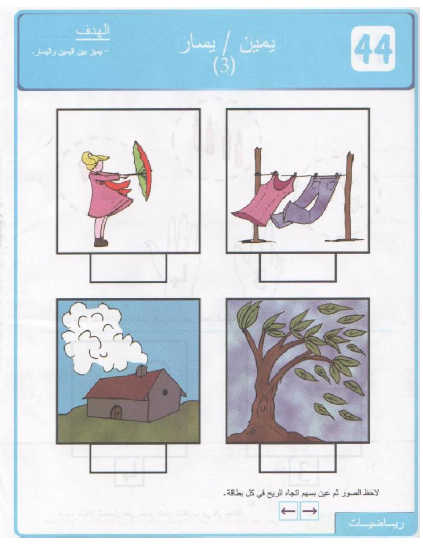 44
يمين / يسار
(3)
الهدف
- يميز بين اليمين واليسار.
لاحظ الصور ثم عين بسهم اتجاه الريح في كل بطاقة.
← →
رياضيات